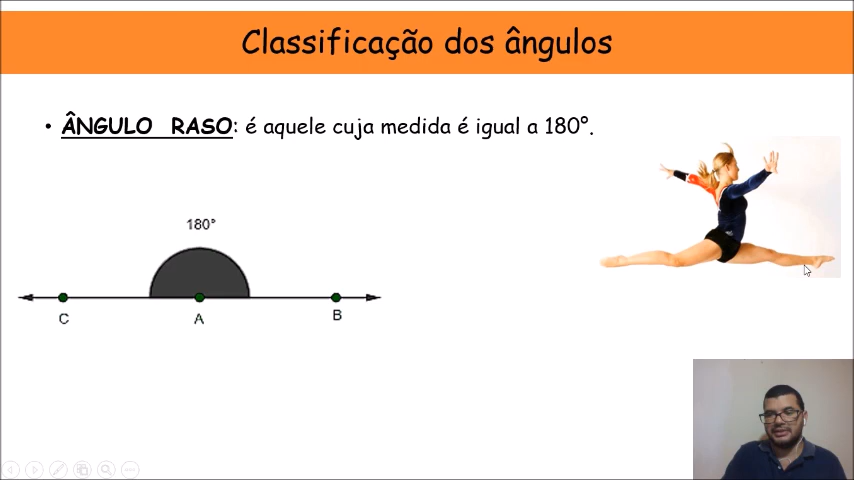 Classificação dos ângulos
• ÂNGULO RASO: é aquele cuja medida é igual a 180°.
180°
C
A
B